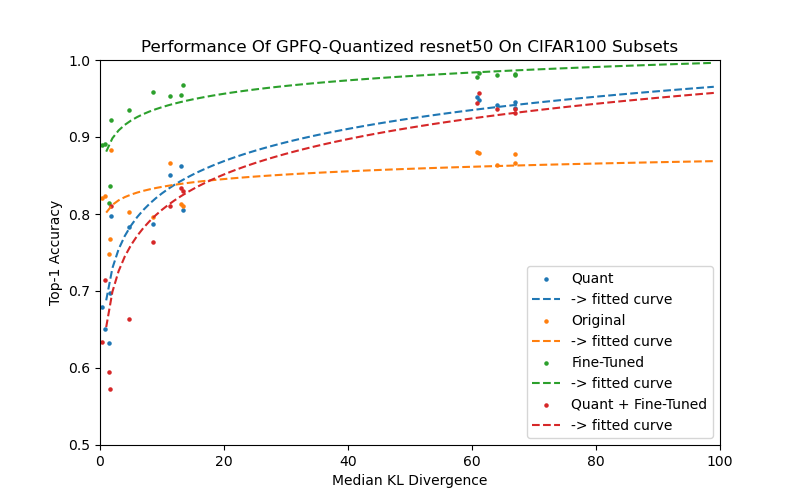 Performance Of GPFQ-Quantized resnet50 On CIFAR100 Subsets
1.0
0.9
0.8
0.7
0.6
0.5
Top-1 Accuracy
Quant
-> fitted curve
Original
-> fitted curve
Fine-Tuned
-> fitted curve
Quant + Fine-Tuned
-> fitted curve
0 20 40 60 80 100
Median KL Divergence